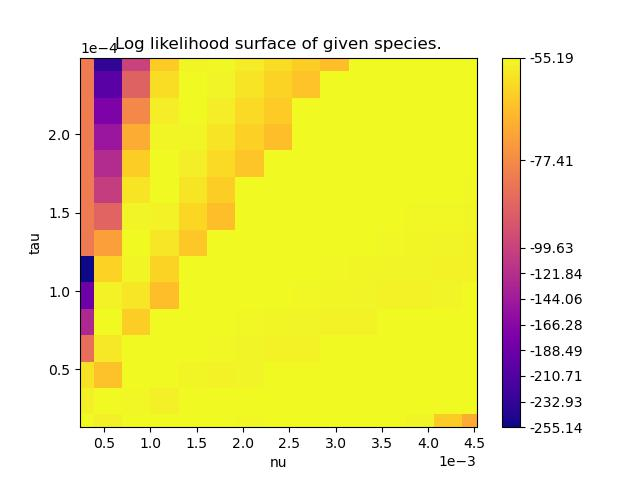 1e−4
Log likelihood surface of given species.
2.0
1.5
1.0
0.5
tau
0.5 1.0 1.5 2.0 2.5 3.0 3.5 4.0 4.5
1e−3
nu
-55.19
-77.41
-99.63
-121.84
-144.06
-166.28
-188.49
-210.71
-232.93
-255.14